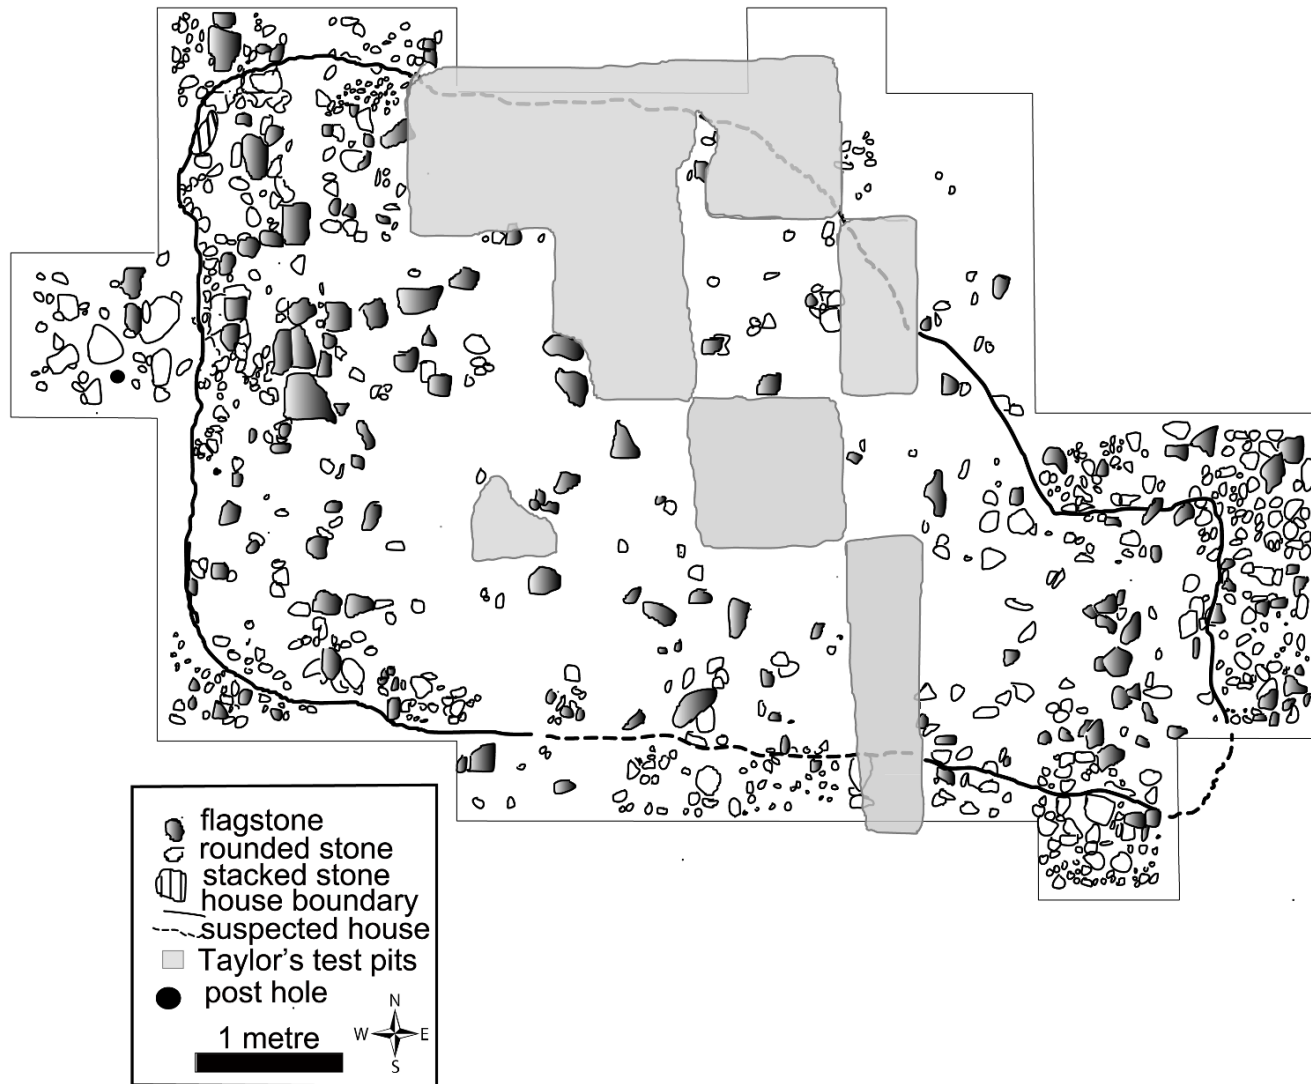 flagstone
rounded stone
stacked stone
house boundary
suspected house
Taylor's test pits
post hole
N
W E
S
1 metre